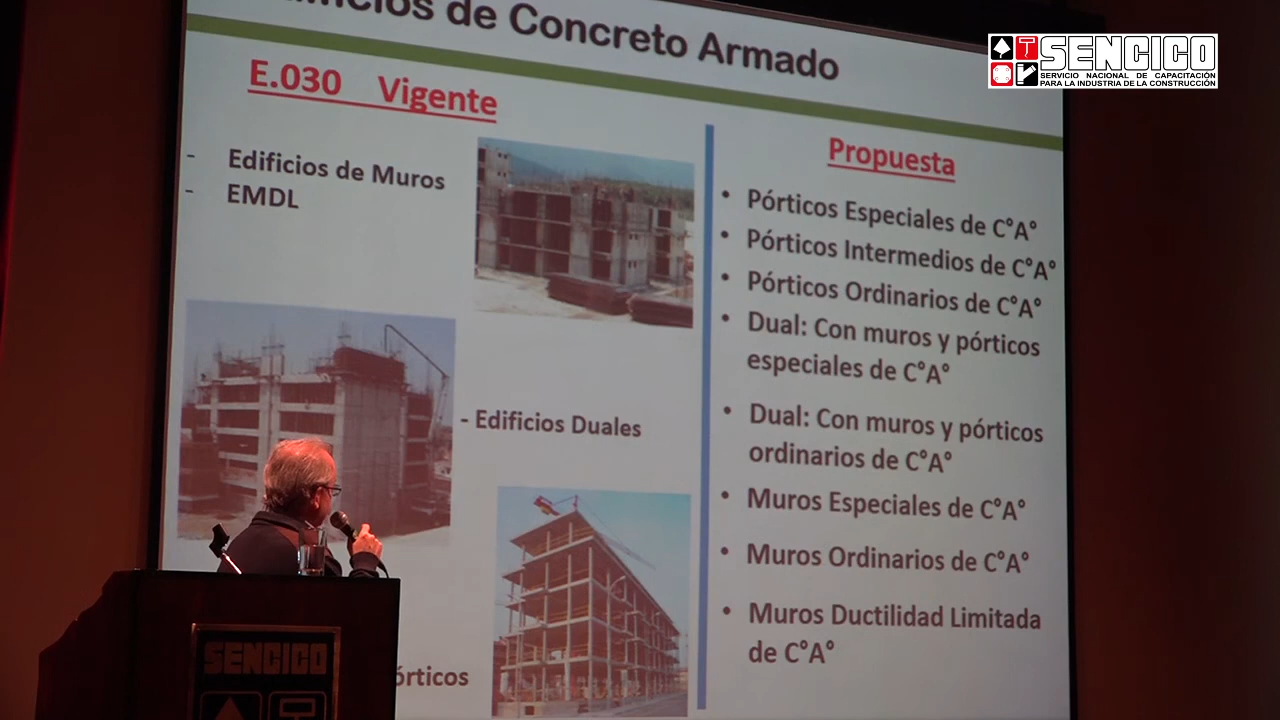 de Concreto Armado
SENCICO
SERVICIO NACIONAL DE CAPACITACIÓN
PARA LA INDUSTRIA DE LA CONSTRUCCIÓN
E.030 Vigente
- Edificios de Muros
- EMDL
- Edificios Duales
Propuesta
• Pórticos Especiales de C°A°
• Pórticos Intermedios de C°A°
• Pórticos Ordinarios de C°A°
• Dual: Con muros y pórticos
especiales de C°A°
• Dual: Con muros y pórticos
ordinarios de C°A°
• Muros Especiales de C°A°
• Muros Ordinarios de C°A°
• Muros Ductilidad Limitada
de C°A°
SENCICO
órticos